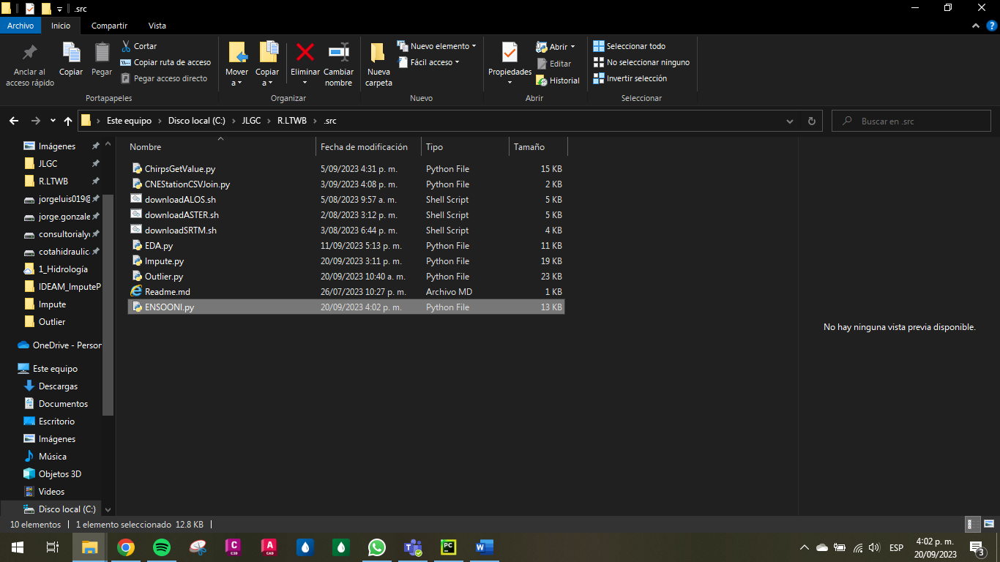 .src
Archivo Inicio Compartir Vista
Anclar al acceso rápido
Copiar
Pegar
Cortar
Copiar ruta de acceso
Pegar acceso directo
Portapapeles
Mover a
Copiar a
Eliminar
Cambiar nombre
Organizar
Nueva carpeta
Nuevo elemento
Fácil acceso
Nuevo
Propiedades
Abrir
Editar
Historial
Abrir
Seleccionar todo
No seleccionar ninguno
Invertir selección
Seleccionar
Este equipo > Disco local (C:) > JLGC > R.LTWB > .src
Buscar en .src
Imágenes
JLGC
R.LTWB
jorgeluis019@
jorge.gonzale
consultorialy
cotahidraulic
1_Hidrología
IDEAM_ImputeP
Impute
Outlier
OneDrive - Person
Este equipo
Descargas
Documentos
Escritorio
Imágenes
Música
Objetos 3D
Videos
Disco local (C:)
Nombre Fecha de modificación Tipo Tamaño
ChirpsGetValue.py 5/09/2023 4:31 p. m. Python File 15 KB
CNEStationCSVJoin.py 3/09/2023 4:08 p. m. Python File 2 KB
downloadALOS.sh 5/08/2023 9:57 a. m. Shell Script 5 KB
downloadASTER.sh 2/08/2023 3:12 p. m. Shell Script 5 KB
downloadSRTM.sh 3/08/2023 6:44 p. m. Shell Script 4 KB
EDA.py 11/09/2023 5:13 p. m. Python File 11 KB
Impute.py 20/09/2023 3:11 p. m. Python File 19 KB
Outlier.py 20/09/2023 10:40 a. m. Python File 23 KB
Readme.md 26/07/2023 10:27 p. m. Archivo MD 1 KB
ENSOONI.py 20/09/2023 4:02 p. m. Python File 13 KB
No hay ninguna vista previa disponible.
10 elementos 1 elemento seleccionado 12.8 KB
C
C3D
A
CAD
PC
W
ESP
4:02 p. m.
20/09/2023
3